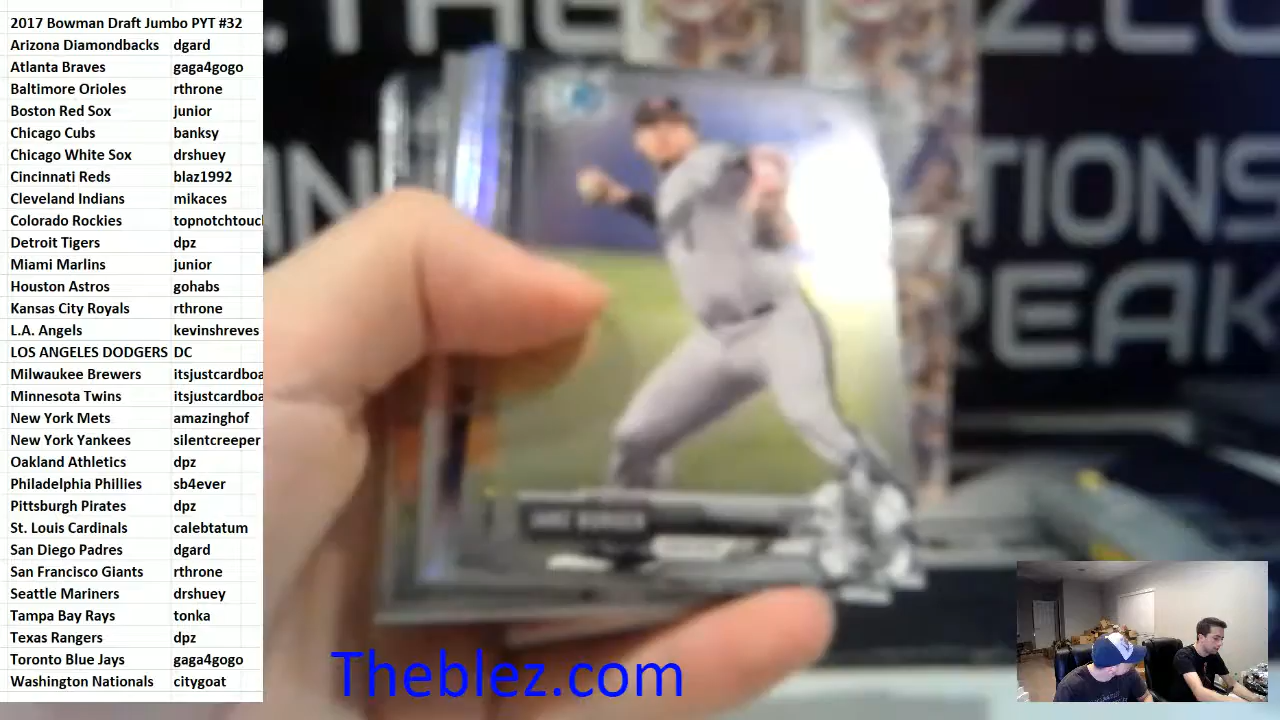 2017 Bowman Draft Jumbo PYT #32
Arizona Diamondbacks dgard
Atlanta Braves gaga4gogo
Baltimore Orioles rthrone
Boston Red Sox junior
Chicago Cubs banksy
Chicago White Sox drshuey
Cincinnati Reds blaz1992
Cleveland Indians mikaces
Colorado Rockies topnotchtouch
Detroit Tigers dpz
Miami Marlins junior
Houston Astros gohabs
Kansas City Royals rthrone
L.A. Angels kevinshreves
LOS ANGELES DODGERS DC
Milwaukee Brewers itsjustcardboa
Minnesota Twins itsjustcardboa
New York Mets amazinghof
New York Yankees silentcreeper
Oakland Athletics dpz
Philadelphia Phillies sb4ever
Pittsburgh Pirates dpz
St. Louis Cardinals calebtatum
San Diego Padres dgard
San Francisco Giants rthrone
Seattle Mariners drshuey
Tampa Bay Rays tonka
Texas Rangers dpz
Toronto Blue Jays gaga4gogo
Washington Nationals citygoat
Theblez.com